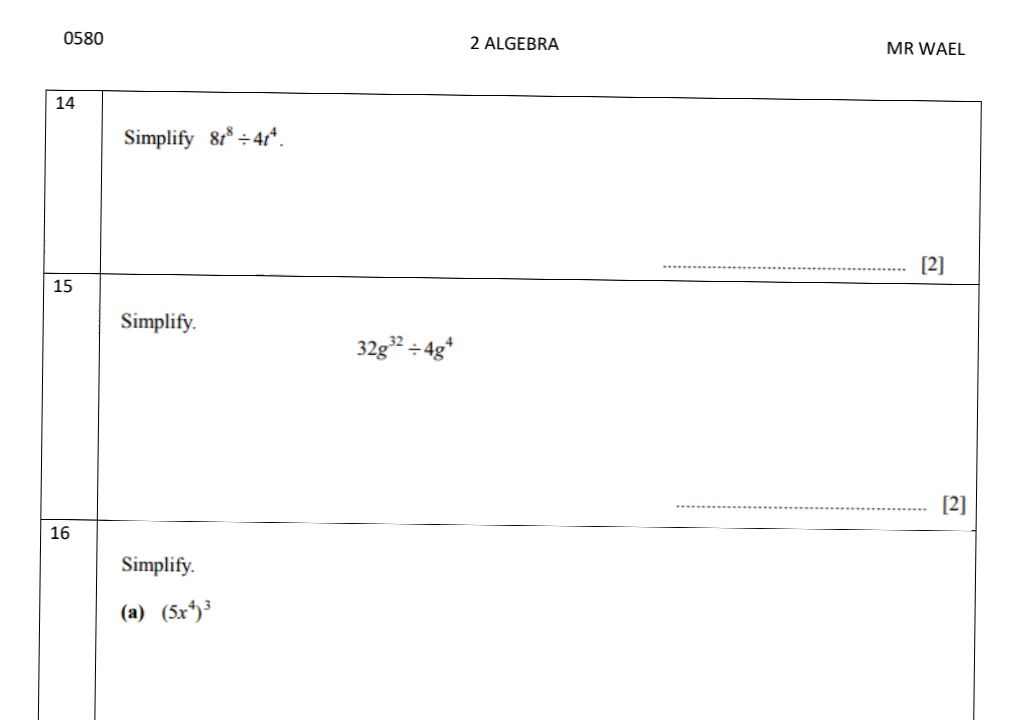 0580
2 ALGEBRA
MR WAEL
14
Simplify 8t⁸ ÷ 4t⁴.
[2]
15
Simplify.
32g³² ÷ 4g⁴
[2]
16
Simplify.
(a) (5x⁴)³